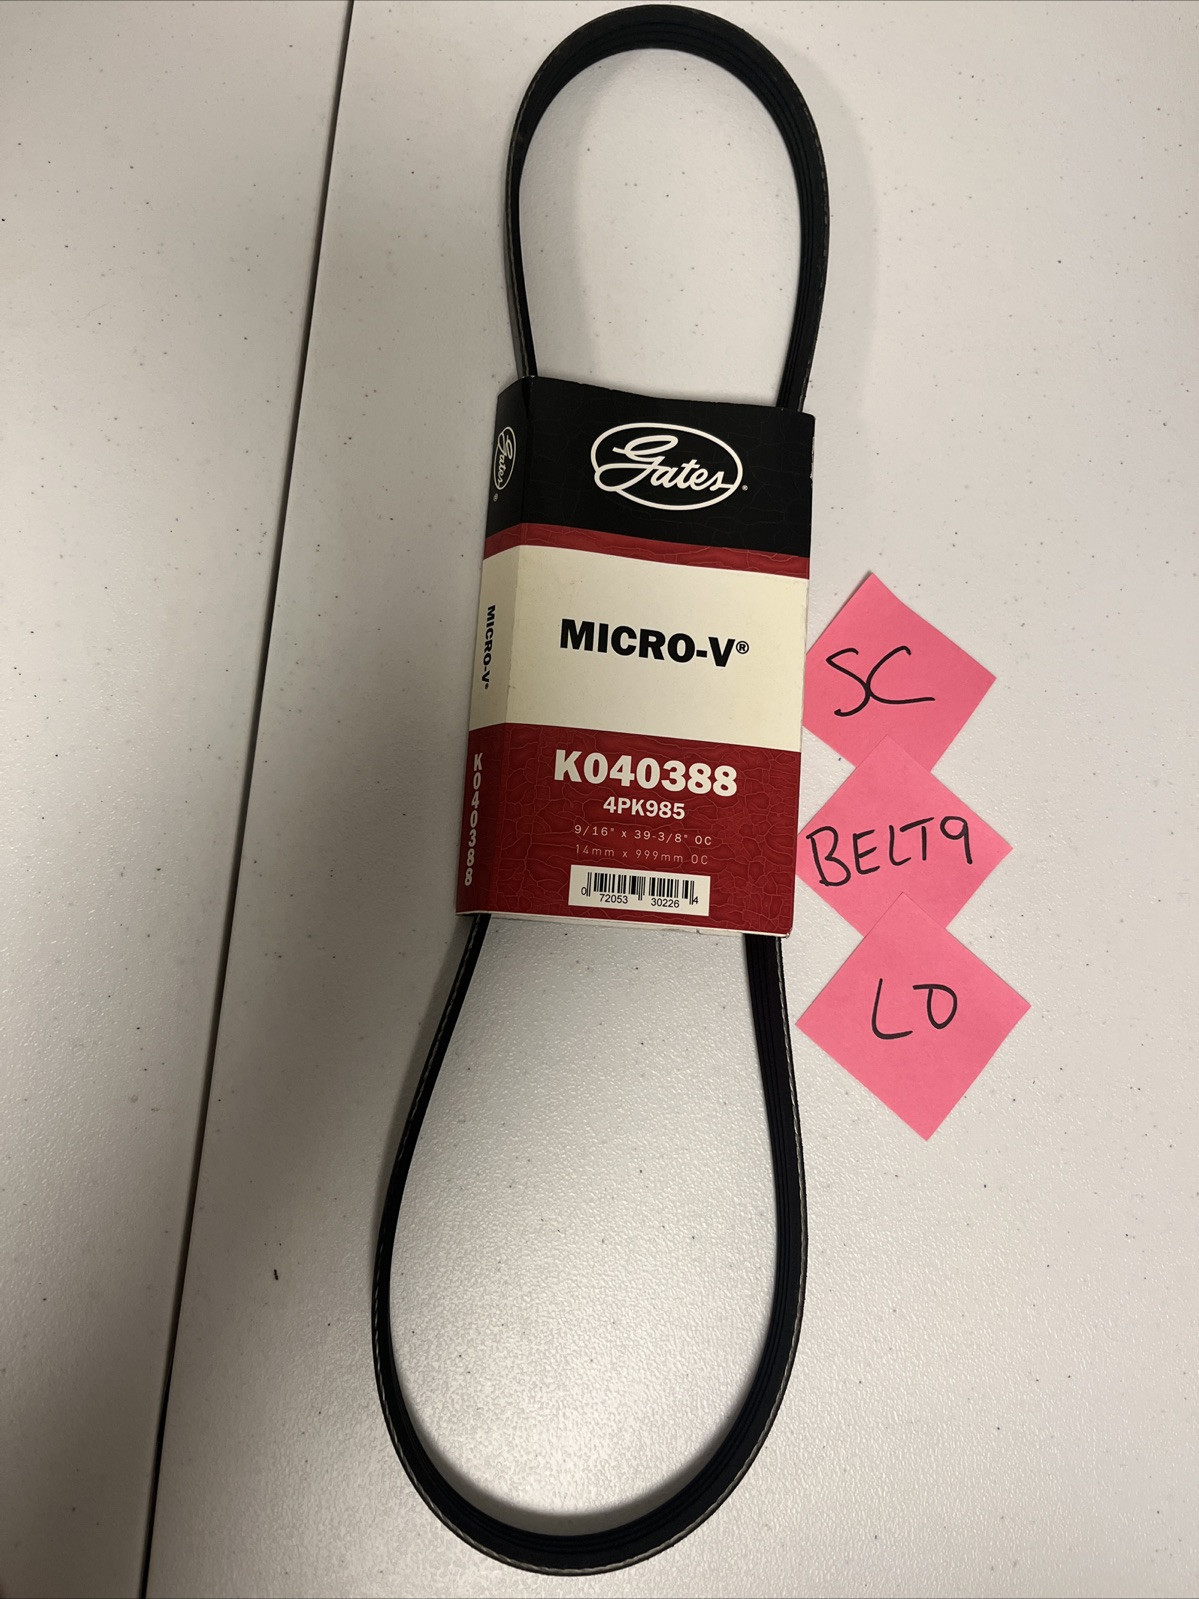 Gates®
Gates®
MICRO-V®
MICRO-V®
K040388
K040388
4PK985
9/16" x 39-3/8" OC
14mm x 999mm OC
0 72053 30226 4
SC
BELT9
LD